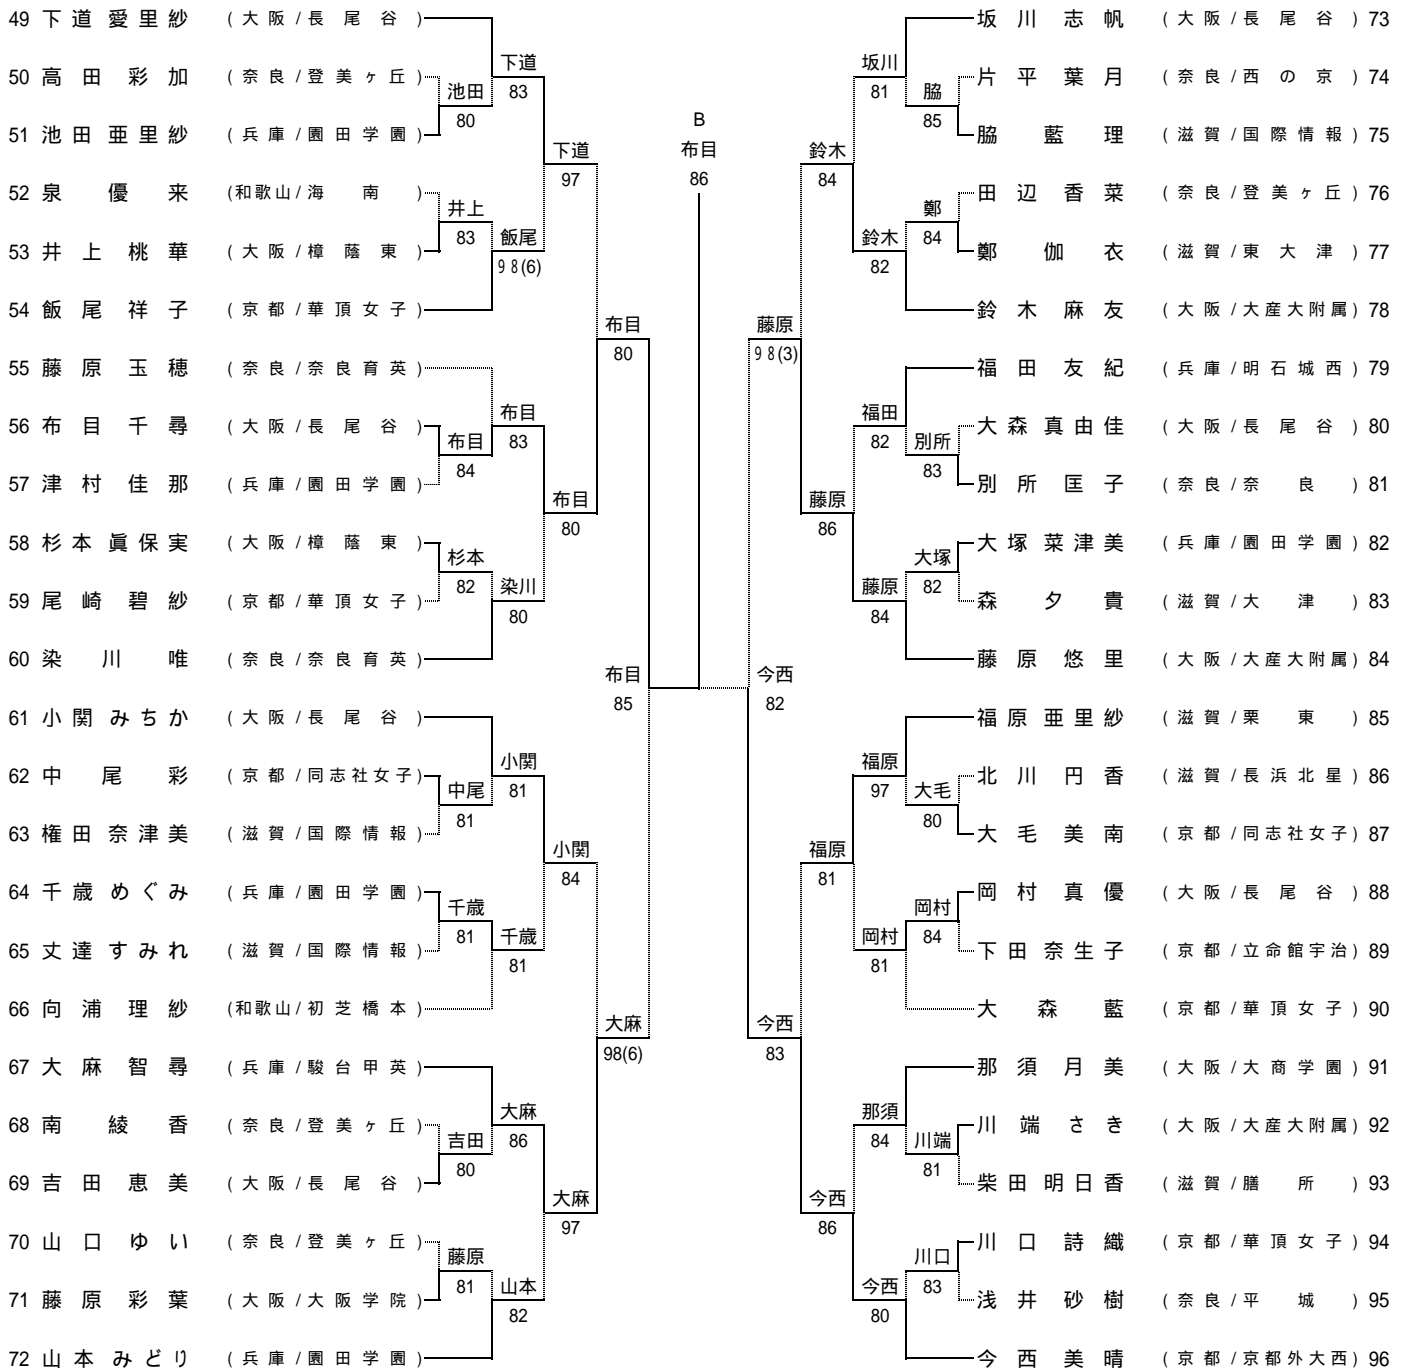 49 下道 愛里紗 (大阪/長尾谷)
50 高田 彩加 (奈良/登美ヶ丘)
51 池田 亜里紗 (兵庫/園田学園)
52 泉 優来 (和歌山/海南)
53 井上 桃華 (大阪/樟蔭東)
54 飯尾 祥子 (京都/華頂女子)
55 藤原 玉穂 (奈良/奈良育英)
56 布目 千尋 (大阪/長尾谷)
57 津村 佳那 (兵庫/園田学園)
58 杉本 眞保実 (大阪/樟蔭東)
59 尾崎 碧紗 (京都/華頂女子)
60 染川 唯 (奈良/奈良育英)
61 小関 みちか (大阪/長尾谷)
62 中尾 彩 (京都/同志社女子)
63 権田 奈津美 (滋賀/国際情報)
64 千歳 めぐみ (兵庫/園田学園)
65 丈達 すみれ (滋賀/国際情報)
66 向浦 理紗 (和歌山/初芝橋本)
67 大麻 智尋 (兵庫/駿台甲英)
68 南 綾香 (奈良/登美ヶ丘)
69 吉田 恵美 (大阪/長尾谷)
70 山口 ゆい (奈良/登美ヶ丘)
71 藤原 彩葉 (大阪/大阪学院)
72 山本 みどり (兵庫/園田学園)
池田
80
井上
83
布目
84
杉本
82
中尾
81
千歳
81
吉田
80
藤原
81
下道
83
飯尾
98(6)
布目
83
染川
80
小関
81
千歳
81
大麻
86
山本
82
下道
97
布目
80
小関
84
大麻
97
布目
80
大麻
98(6)
布目
85
B
布目
86
今西
82
藤原
98(3)
今西
83
鈴木
84
藤原
86
福原
81
今西
86
坂川
81
鈴木
82
福田
82
藤原
84
福原
97
岡村
81
那須
84
今西
80
脇
85
鄭
84
別所
83
大塚
82
大毛
80
岡村
84
川端
81
川口
83
坂川 志帆 (大阪/長尾谷) 73
片平 葉月 (奈良/西の京) 74
脇 藍理 (滋賀/国際情報) 75
田辺 香菜 (奈良/登美ヶ丘) 76
鄭 伽衣 (滋賀/東大津) 77
鈴木 麻友 (大阪/大産大附属) 78
福田 友紀 (兵庫/明石城西) 79
大森 真由佳 (大阪/長尾谷) 80
別所 匡子 (奈良/奈良) 81
大塚 菜津美 (兵庫/園田学園) 82
森 夕貴 (滋賀/大津) 83
藤原 悠里 (大阪/大産大附属) 84
福原 亜里紗 (滋賀/栗東) 85
北川 円香 (滋賀/長浜北星) 86
大毛 美南 (京都/同志社女子) 87
岡村 真優 (大阪/長尾谷) 88
下田 奈生子 (京都/立命館宇治) 89
大森 藍 (京都/華頂女子) 90
那須 月美 (大阪/大商学園) 91
川端 さき (大阪/大産大附属) 92
柴田 明日香 (滋賀/膳所) 93
川口 詩織 (京都/華頂女子) 94
浅井 砂樹 (奈良/平城) 95
今西 美晴 (京都/京都外大西) 96